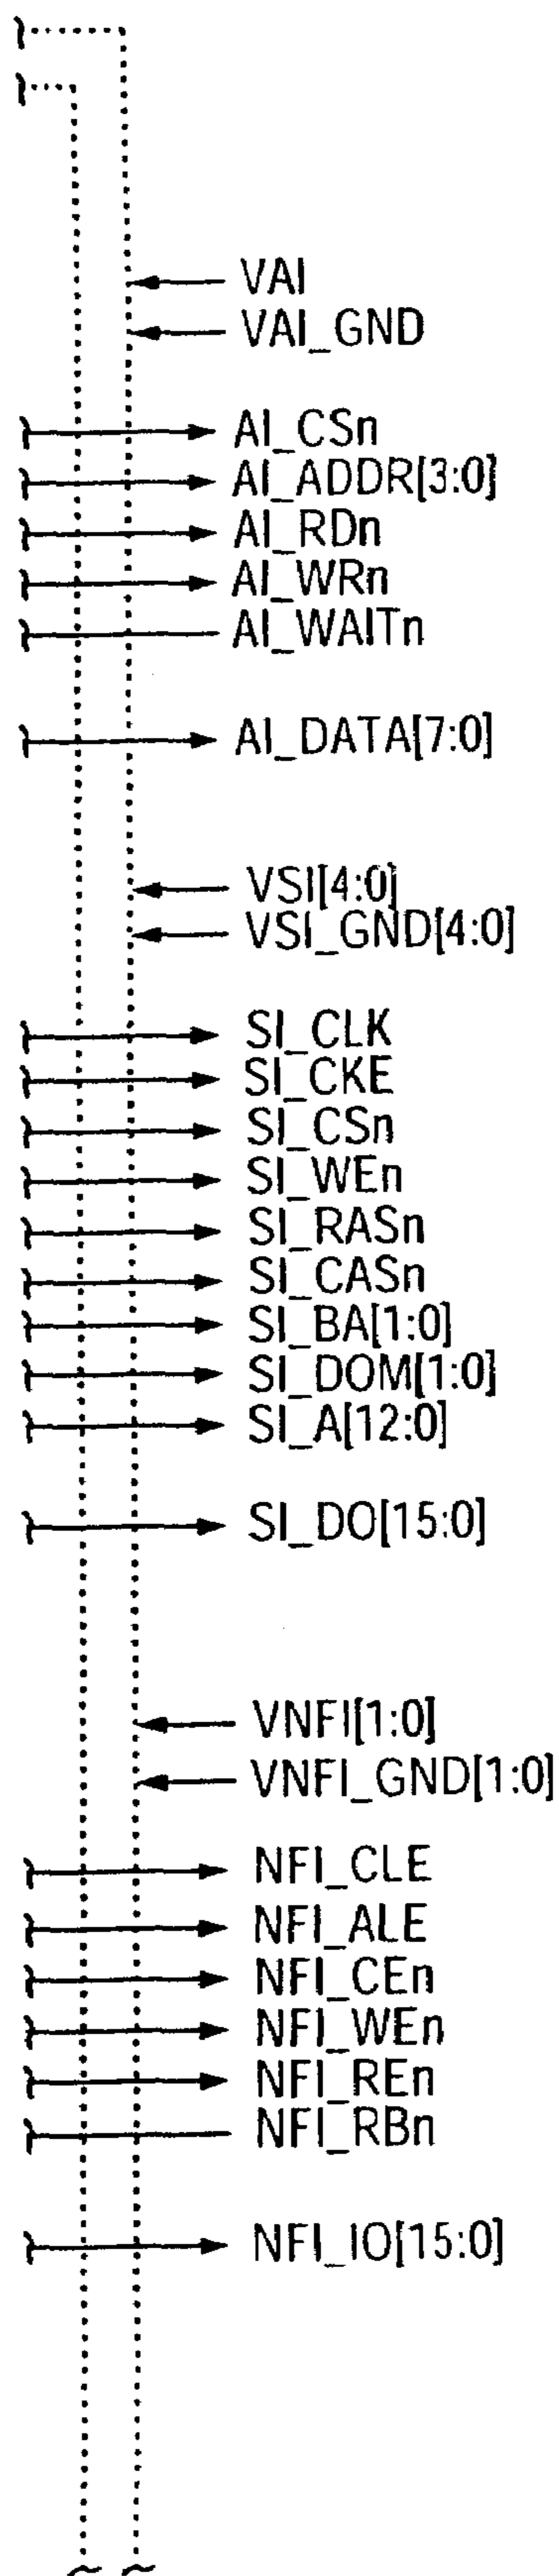 VAI
VAI_GND
AI_CSn
AI_ADDR[3:0]
AI_RDn
AI_WRn
AI_WAITn
AI_DATA[7:0]
VSI[4:0]
VSI_GND[4:0]
SI_CLK
SI_CKE
SI_CSn
SI_WEn
SI_RASn
SI_CASn
SI_BA[1:0]
SI_DOM[1:0]
SI_A[12:0]
SI_DO[15:0]
VNFI[1:0]
VNFI_GND[1:0]
NFI_CLE
NFI_ALE
NFI_CEn
NFI_WEn
NFI_REn
NFI_RBn
NFI_IO[15:0]